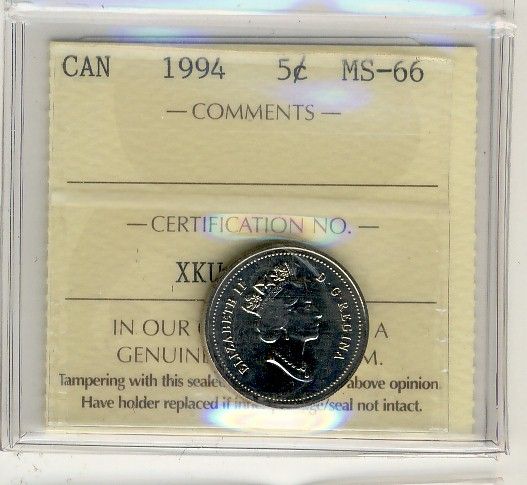 CAN 1994 5¢ MS-66
— COMMENTS —
— CERTIFICATION NO. —
XKU
IN OUR A
GENUINE M.
Tampering with this sealed above opinion
Have holder replaced if /seal not intact.
ELIZABETH II D·G·REGINA